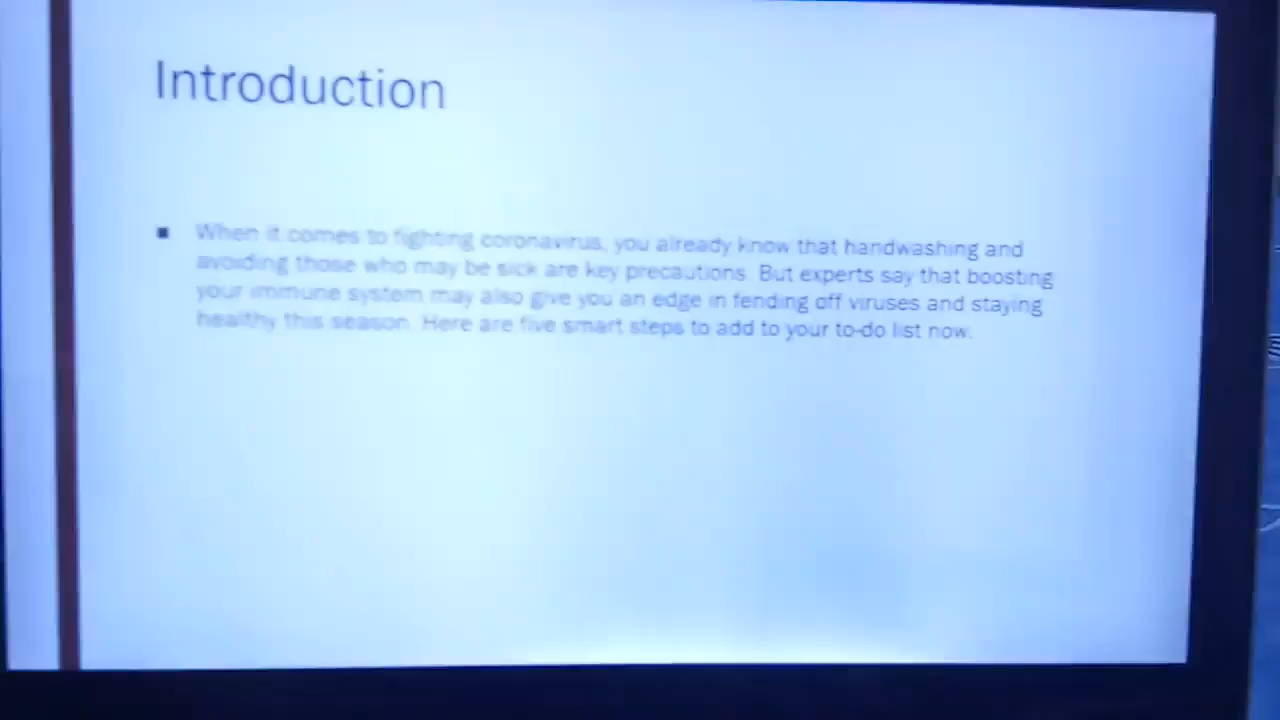 Introduction
When it comes to fighting coronavirus, you already know that handwashing and
avoiding those who may be sick are key precautions. But experts say that boosting
your immune system may also give you an edge in fending off viruses and staying
healthy this season. Here are five smart steps to add to your to-do list now.